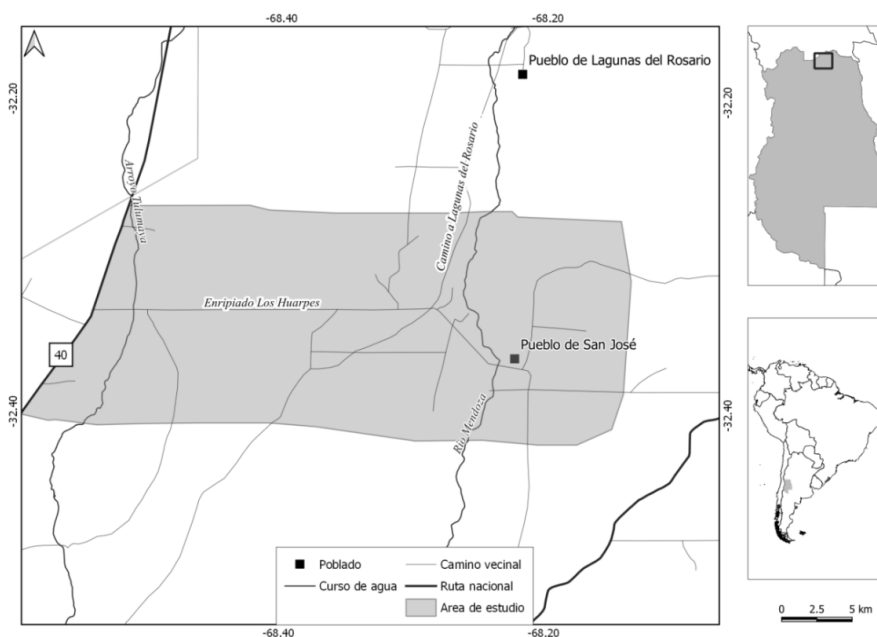 -68.40
-68.20
Pueblo de Lagunas del Rosario
-32.20
-32.20
Arroyo Tulumaya
Camino a Lagunas del Rosario
Enripiado Los Huarpes
40
Pueblo de San José
-32.40
-32.40
Río Mendoza
Poblado
Camino vecinal
Curso de agua
Ruta nacional
Area de estudio
-68.40
-68.20
0 2.5 5 km